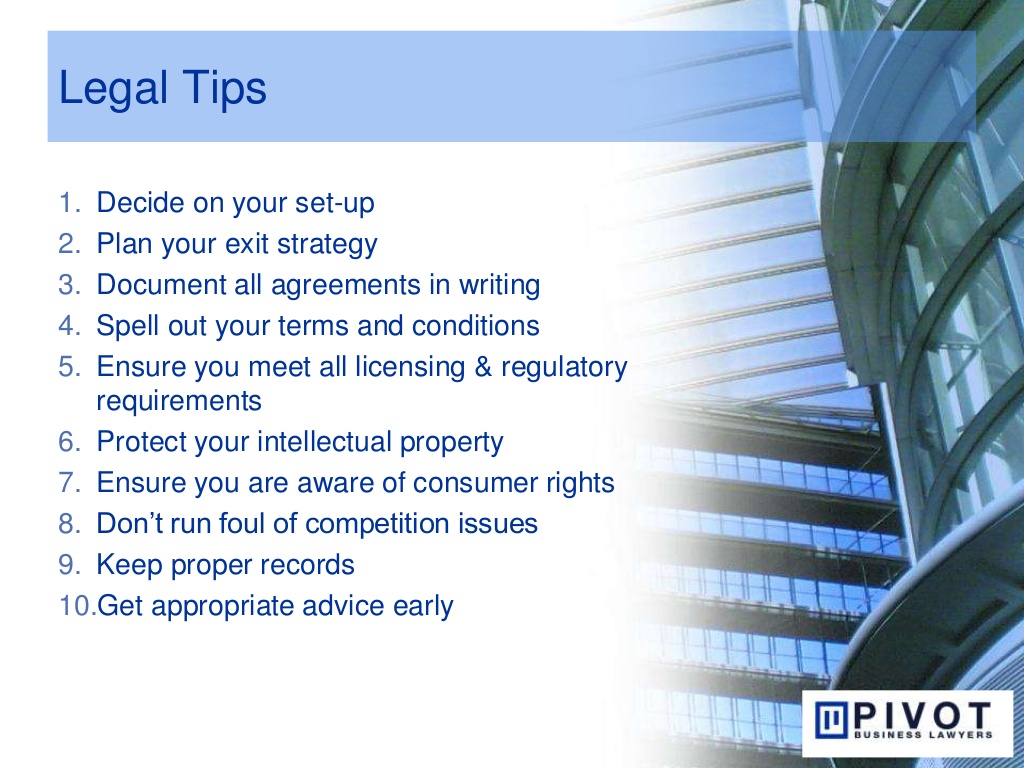 Legal Tips
1. Decide on your set-up
2. Plan your exit strategy
3. Document all agreements in writing
4. Spell out your terms and conditions
5. Ensure you meet all licensing & regulatory
requirements
6. Protect your intellectual property
7. Ensure you are aware of consumer rights
8. Don’t run foul of competition issues
9. Keep proper records
10.Get appropriate advice early
PIVOT
BUSINESS LAWYERS